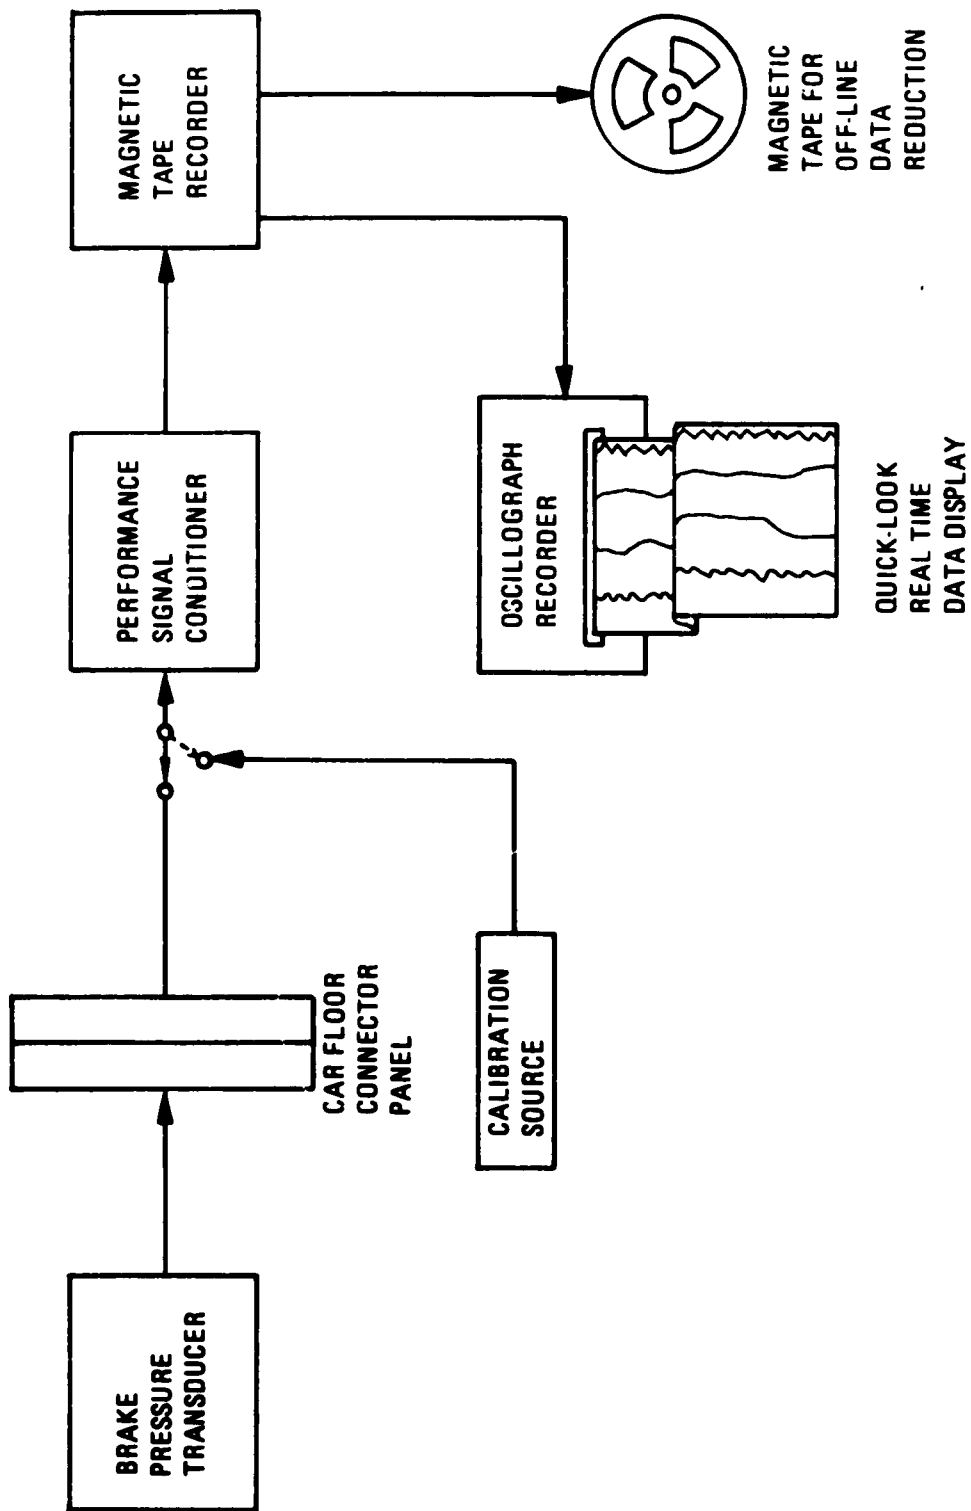 BRAKE
PRESSURE
TRANSDUCER
CAR FLOOR
CONNECTOR
PANEL
CALIBRATION
SOURCE
PERFORMANCE
SIGNAL
CONDITIONER
MAGNETIC
TAPE
RECORDER
OSCILLOGRAPH
RECORDER
QUICK-LOOK
REAL TIME
DATA DISPLAY
MAGNETIC
TAPE FOR
OFF-LINE
DATA
REDUCTION